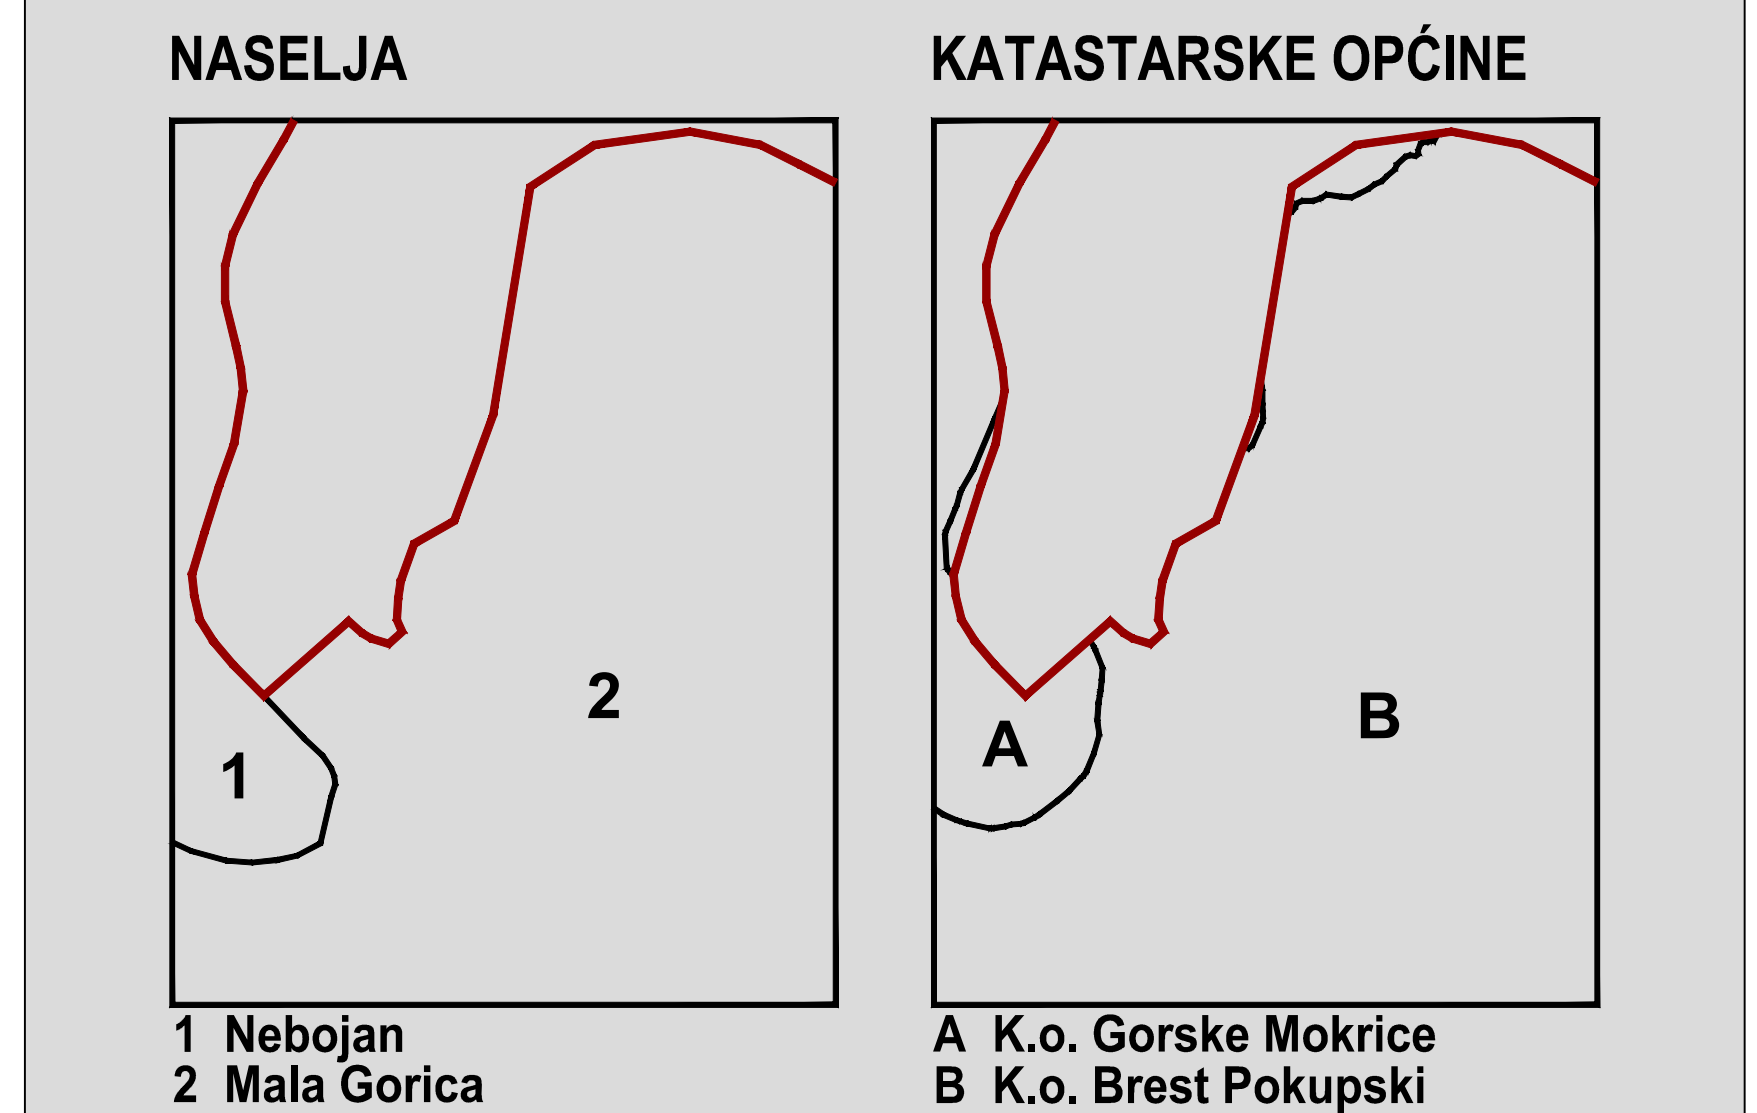 NASELJA
KATASTARSKE OPĆINE
1
2
A
B
1 Nebojan
2 Mala Gorica
A K.o. Gorske Mokrice
B K.o. Brest Pokupski